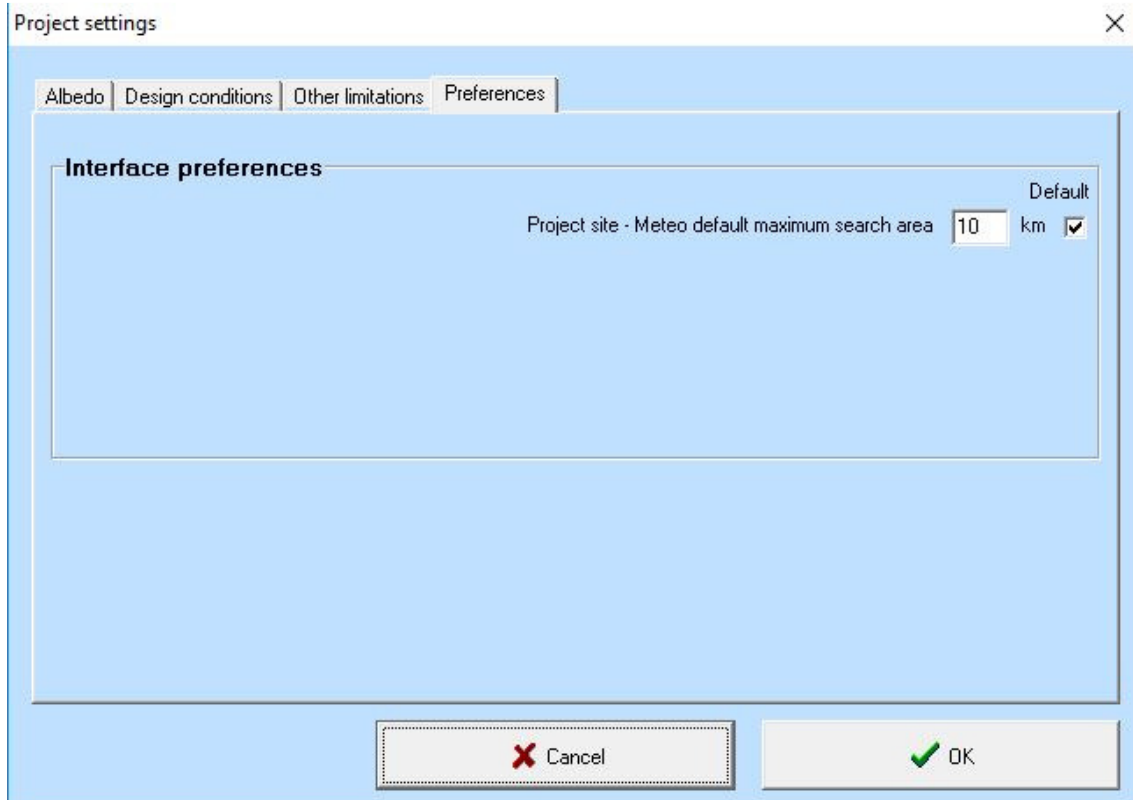 Project settings
Albedo Design conditions Other limitations Preferences
Interface preferences
Default
Project site - Meteo default maximum search area 10 km
Cancel OK